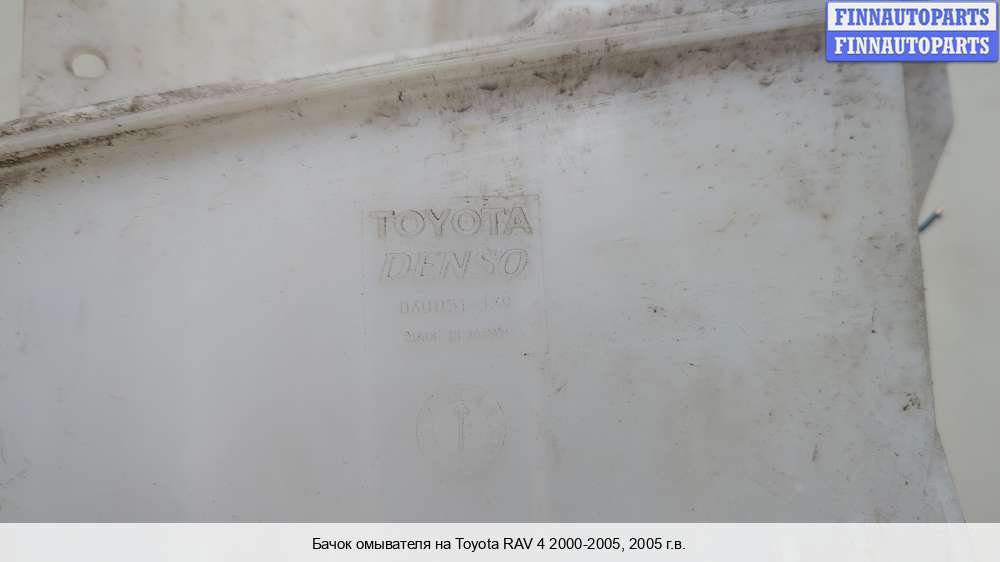 FINNAUTOPARTS
FINNAUTOPARTS
TOYOTA
DENSO
Бачок омывателя на Toyota RAV 4 2000-2005, 2005 г.в.